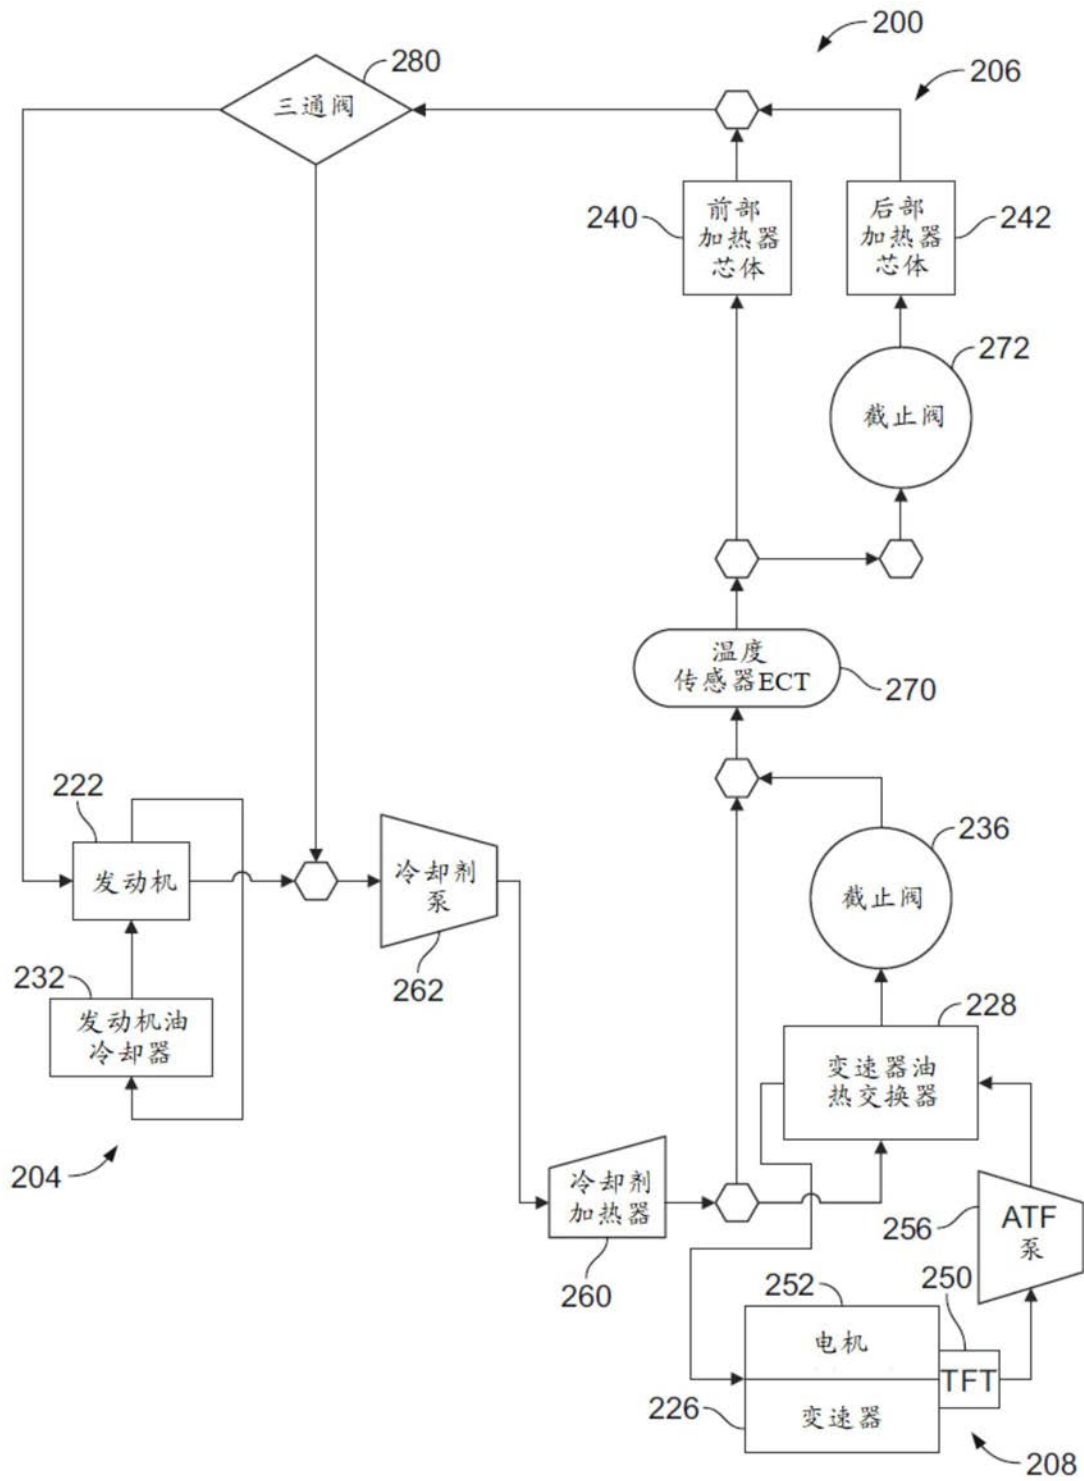 200
280
206
三通阀
240
前部
加热器
芯体
后部
加热器
芯体
242
272
截止阀
温度
传感器ECT
270
222
236
发动机
冷却剂
泵
截止阀
232
262
228
发动机油
冷却器
变速器油
热交换器
204
冷却剂
加热器
256
ATF
泵
260
252
250
电机
TFT
226
变速器
208